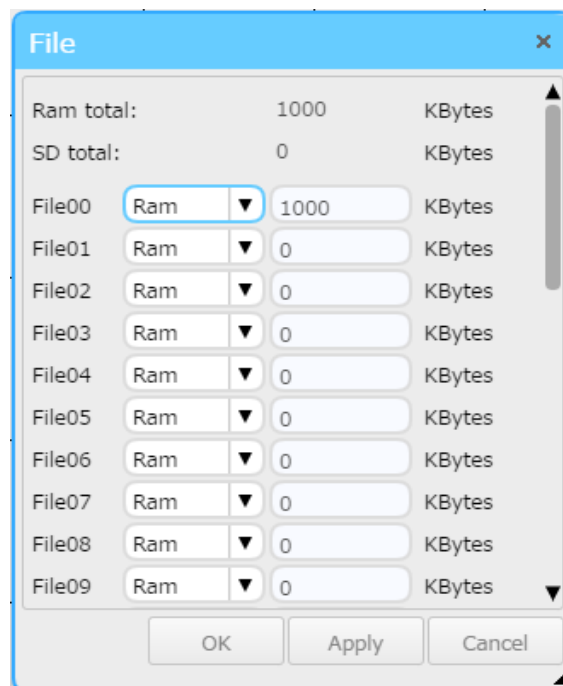 File
Ram total: 1000 KBytes
SD total: 0 KBytes
File00 Ram 1000 KBytes
File01 Ram 0 KBytes
File02 Ram 0 KBytes
File03 Ram 0 KBytes
File04 Ram 0 KBytes
File05 Ram 0 KBytes
File06 Ram 0 KBytes
File07 Ram 0 KBytes
File08 Ram 0 KBytes
File09 Ram 0 KBytes
OK Apply Cancel